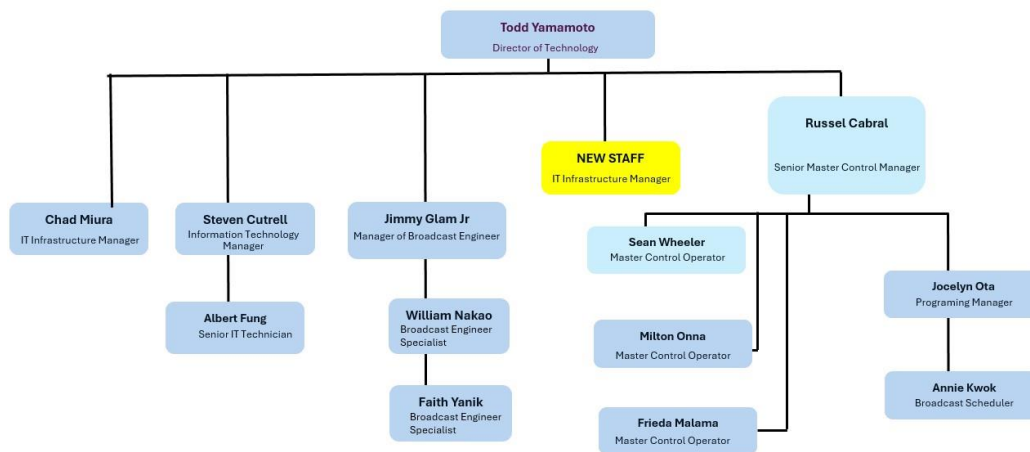 Todd Yamamoto
Director of Technology
Russel Cabral
Senior Master Control Manager
NEW STAFF
IT Infrastructure Manager
Chad Miura
IT Infrastructure Manager
Steven Cutrell
Information Technology
Manager
Jimmy Glam Jr
Manager of Broadcast Engineer
Sean Wheeler
Master Control Operator
Jocelyn Ota
Programing Manager
Albert Fung
Senior IT Technician
William Nakao
Broadcast Engineer
Specialist
Milton Onna
Master Control Operator
Annie Kwok
Broadcast Scheduler
Faith Yanik
Broadcast Engineer
Specialist
Frieda Malama
Master Control Operator